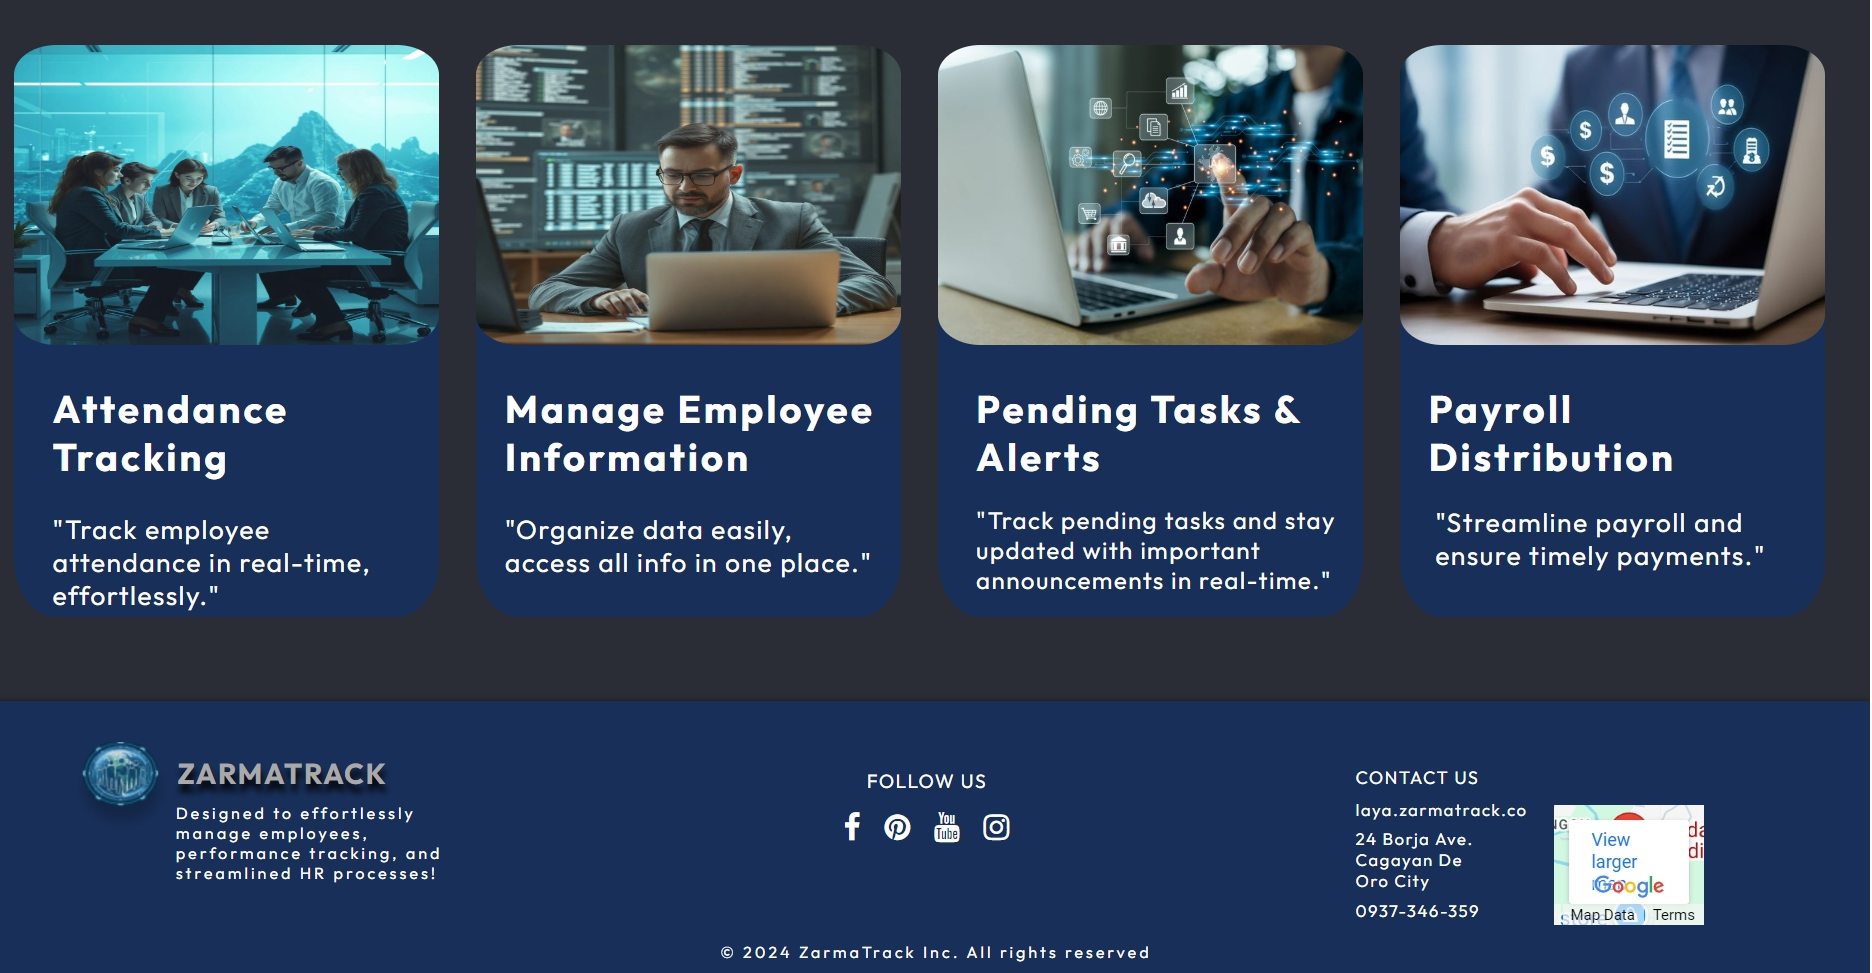 Attendance
Tracking
"Track employee
attendance in real-time,
effortlessly."
Manage Employee
Information
"Organize data easily,
access all info in one place."
Pending Tasks &
Alerts
"Track pending tasks and stay
updated with important
announcements in real-time."
Payroll
Distribution
"Streamline payroll and
ensure timely payments."
ZARMATRACK
Designed to effortlessly
manage employees,
performance tracking, and
streamlined HR processes!
FOLLOW US
You
Tube
CONTACT US
laya.zarmatrack.co
24 Borja Ave.
Cagayan De
Oro City
0937-346-359
View
larger
Google
Map Data
Terms
© 2024 ZarmaTrack Inc. All rights reserved